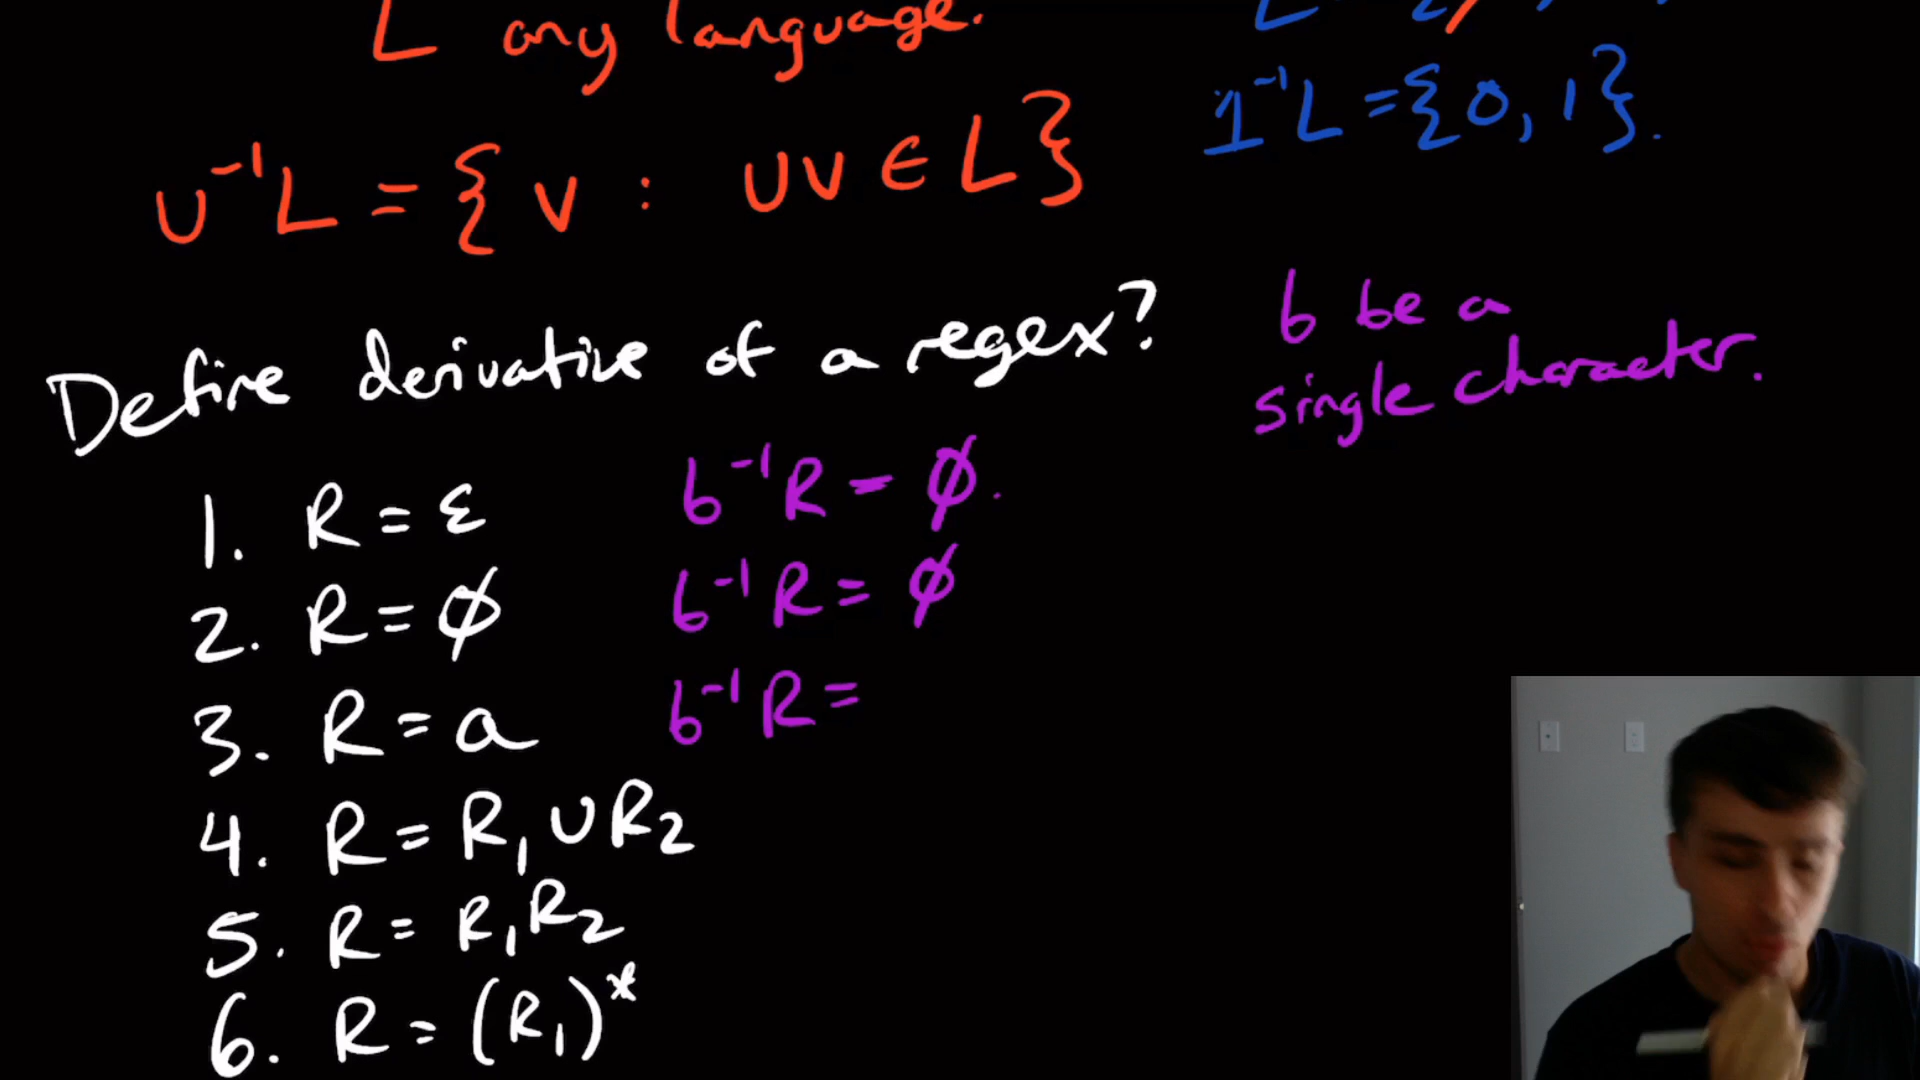 L any language.
u⁻¹L = { v : uv ∈ L }
1⁻¹L = {0, 1}.
Define derivative of a regex?
b be a
single character.
1. R = ε b⁻¹R = ∅.
2. R = ∅ b⁻¹R = ∅
3. R = a b⁻¹R =
4. R = R₁ ∪ R₂
5. R = R₁R₂
6. R = (R₁)*